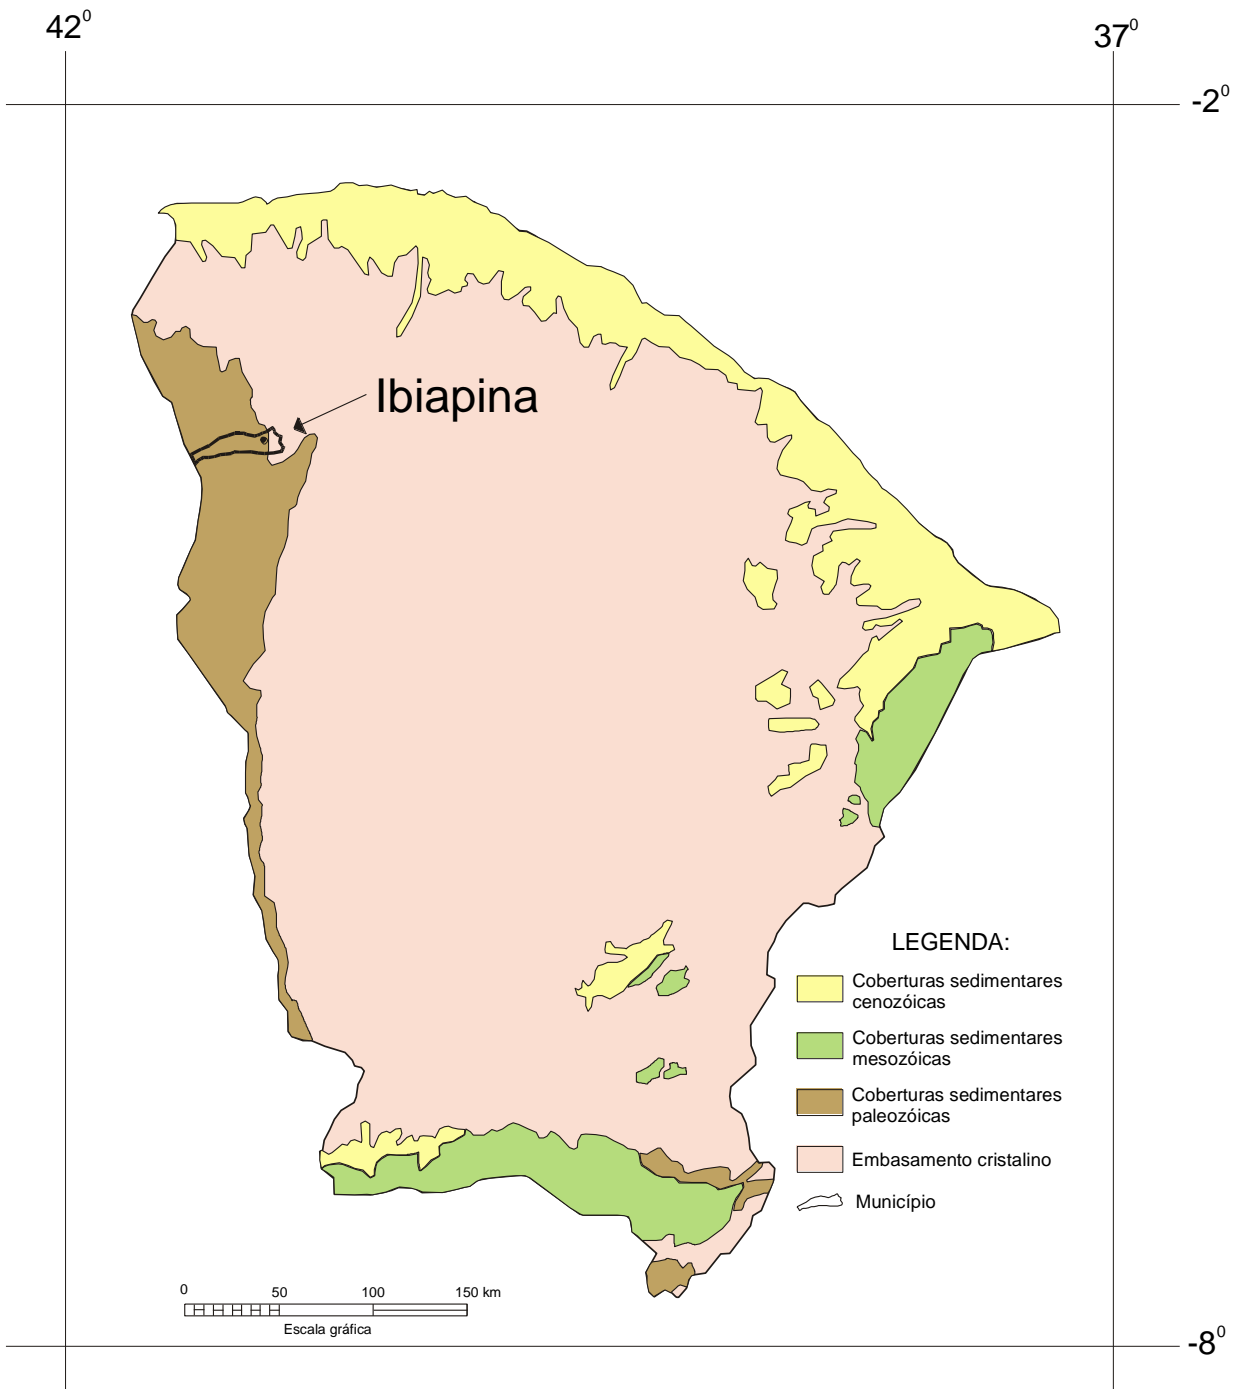 42⁰
37⁰
-2⁰
Ibiapina
LEGENDA:
Coberturas sedimentares
cenozóicas
Coberturas sedimentares
mesozóicas
Coberturas sedimentares
paleozóicas
Embasamento cristalino
Município
0 50 100 150 km
Escala gráfica
-8⁰